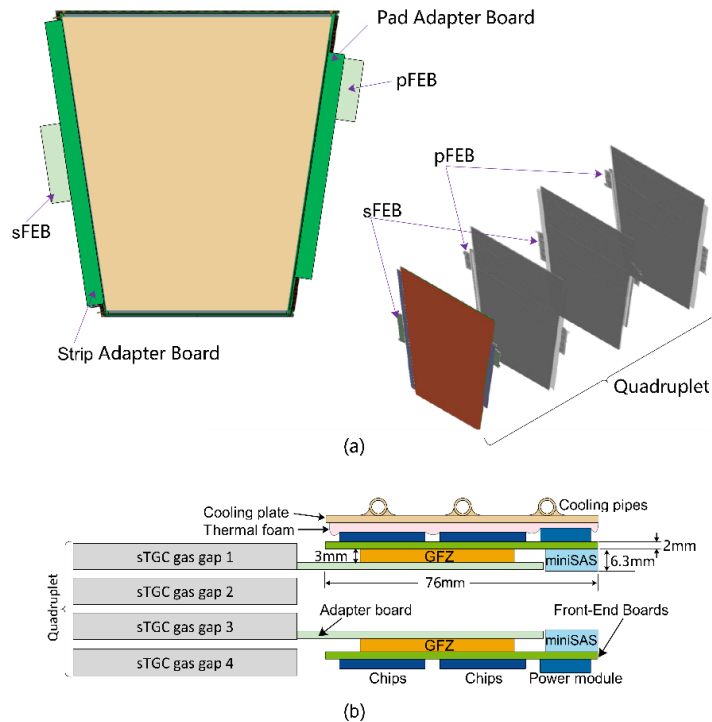 Pad Adapter Board
pFEB
sFEB
Strip Adapter Board
pFEB
sFEB
Quadruplet
(a)
Cooling plate
Cooling pipes
Thermal foam
2mm
sTGC gas gap 1
3mm
GFZ
miniSAS
6.3mm
76mm
sTGC gas gap 2
Quadruplet
Adapter board
Front-End Boards
sTGC gas gap 3
miniSAS
GFZ
sTGC gas gap 4
Chips
Chips
Power module
(b)